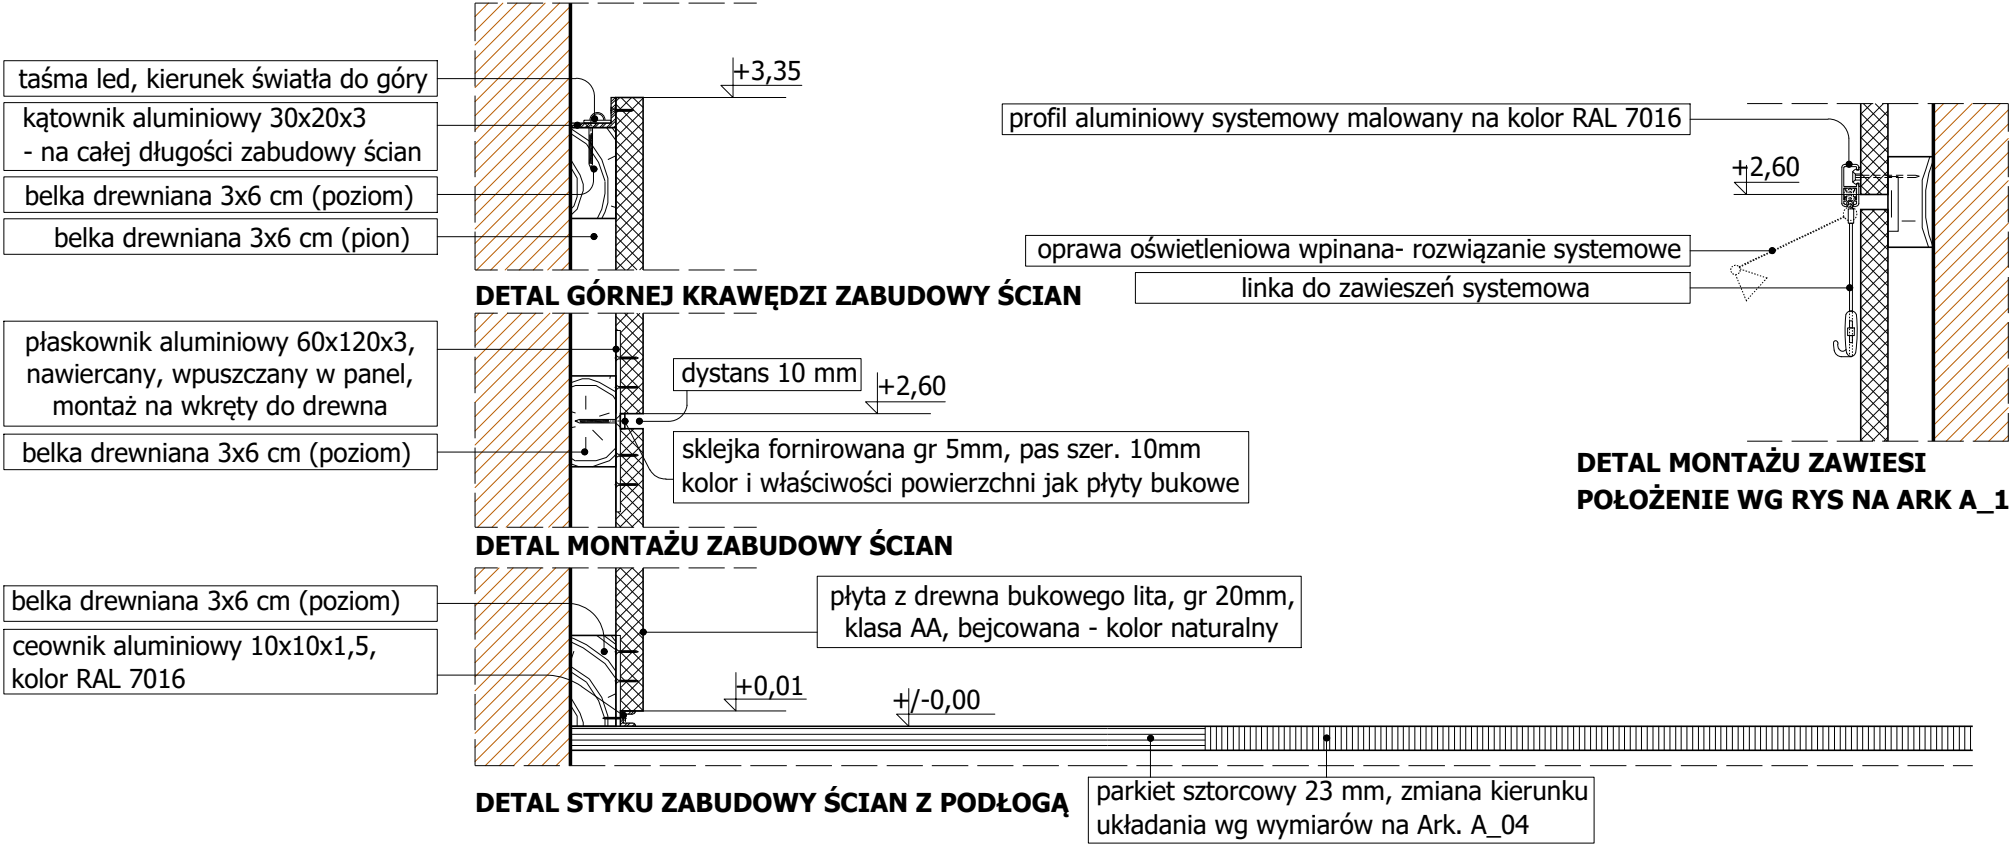 taśma led, kierunek światła do góry
kątownik aluminiowy 30x20x3
- na całej długości zabudowy ścian
belka drewniana 3x6 cm (poziom)
belka drewniana 3x6 cm (pion)
+3,35
DETAL GÓRNEJ KRAWĘDZI ZABUDOWY ŚCIAN
profil aluminiowy systemowy malowany na kolor RAL 7016
+2,60
oprawa oświetleniowa wpinana- rozwiązanie systemowe
linka do zawieszeń systemowa
DETAL MONTAŻU ZAWIESI
POŁOŻENIE WG RYS NA ARK A_1
płaskownik aluminiowy 60x120x3,
nawiercany, wpuszczany w panel,
montaż na wkręty do drewna
belka drewniana 3x6 cm (poziom)
dystans 10 mm
+2,60
sklejka fornirowana gr 5mm, pas szer. 10mm
kolor i właściwości powierzchni jak płyty bukowe
DETAL MONTAŻU ZABUDOWY ŚCIAN
belka drewniana 3x6 cm (poziom)
ceownik aluminiowy 10x10x1,5,
kolor RAL 7016
płyta z drewna bukowego lita, gr 20mm,
klasa AA, bejcowana - kolor naturalny
+0,01
+/-0,00
DETAL STYKU ZABUDOWY ŚCIAN Z PODŁOGĄ
parkiet sztorcowy 23 mm, zmiana kierunku
układania wg wymiarów na Ark. A_04